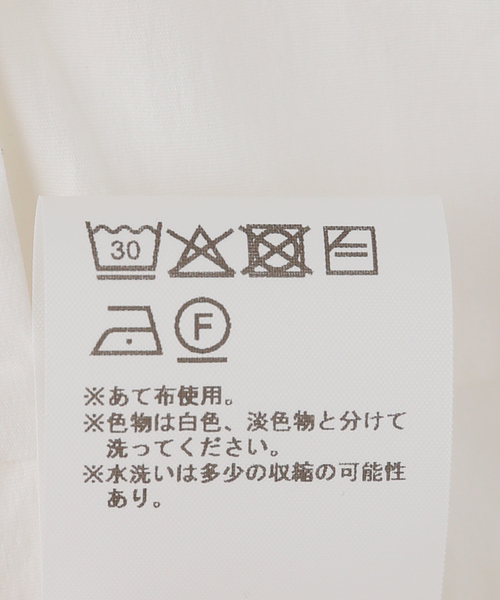 30
F
※あて布使用。
※色物は白色、淡色物と分けて
洗ってください。
※水洗いは多少の収縮の可能性
あり。